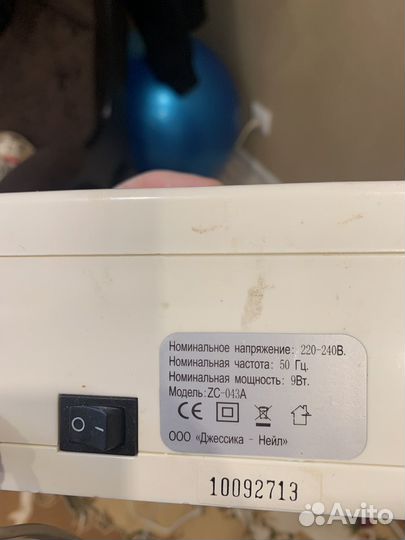 Номинальное напряжение: 220-240В.
Номинальная частота: 50 Гц.
Номинальная мощность: 9Вт.
Модель: ZC-043A
CE
ООО «Джессика - Нейл»
10092713
Avito